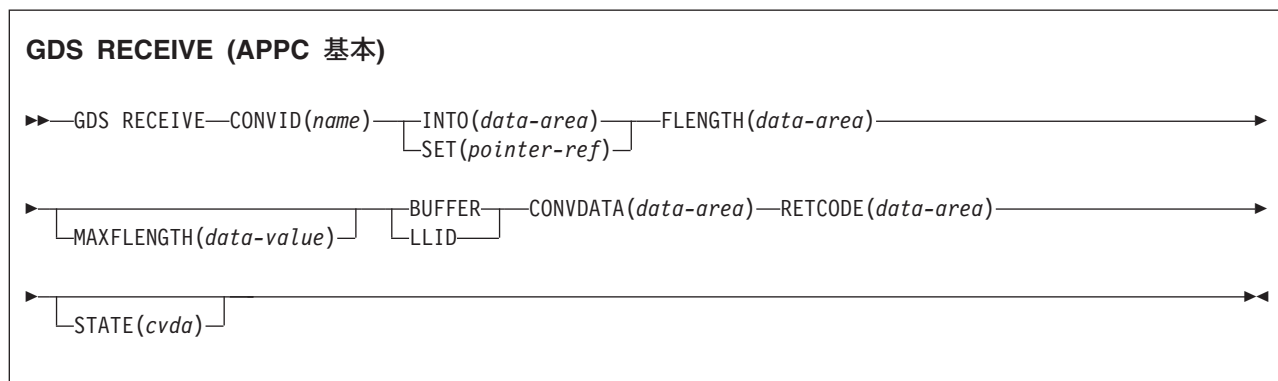 GDS RECEIVE (APPC 基本)
GDS RECEIVE CONVID(name) INTO(data-area) FLENGTH(data-area)
SET(pointer-ref)
BUFFER CONVDATA(data-area) RETCODE(data-area)
MAXFLENGTH(data-value) LLID
STATE(cvda)